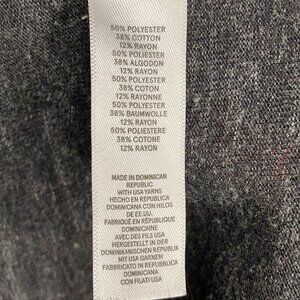 50% POLYESTER
38% COTTON
12% RAYON
50% POLIESTER
38% ALGODON
12% RAYON
50% POLYESTER
38% COTON
12% RAYONNE
50% POLYESTER
38% BAUMWOLLE
12% RAYON
50% POLIESTERE
38% COTONE
12% RAYON
MADE IN DOMINICAN
REPUBLIC
WITH USA YARNS
HECHO EN REPÚBLICA
DOMINICANA CON HILOS
DE EE.UU.
FABRIQUÉ EN RÉPUBLIQUE
DOMINICAINE
AVEC DES FILS USA
HERGESTELLT IN DER
DOMINIKANISCHEN REPUBLIK
MIT USA GARNEN
FABBRICATO IN REPUBBLICA
DOMINICANA
CON FILATI USA